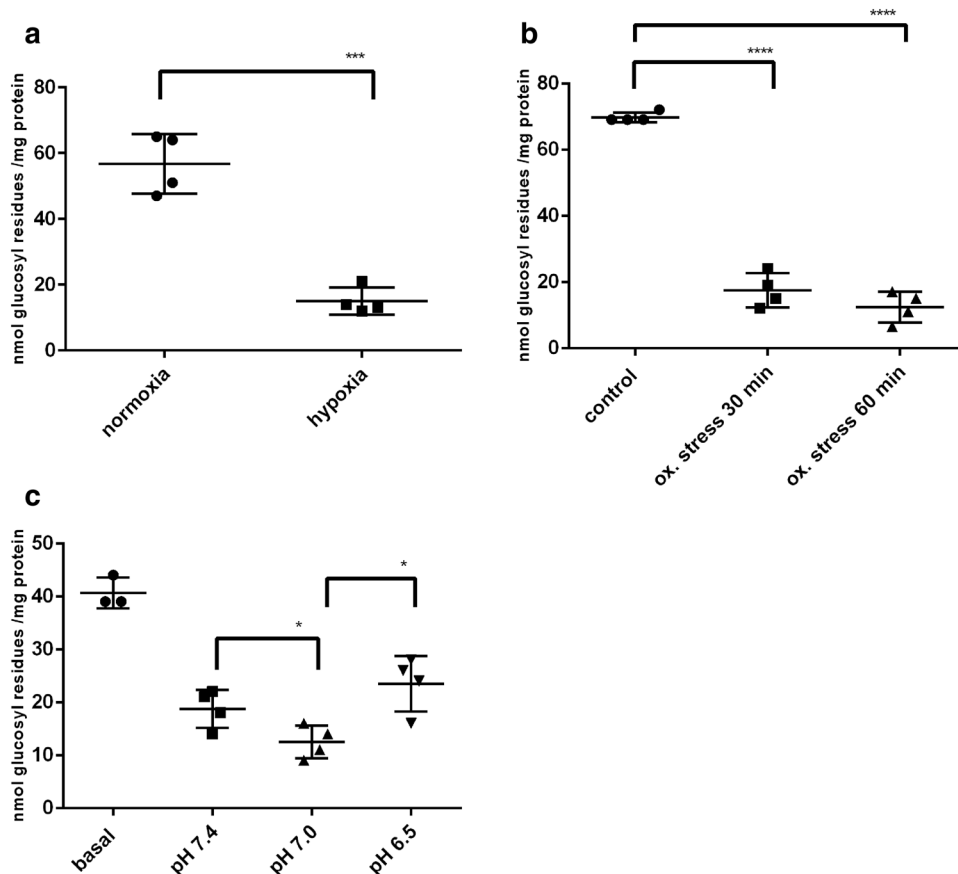 a
***
nmol glucosyl residues /mg protein
80
60
40
20
0
normoxia
hypoxia
b
****
****
nmol glucosyl residues /mg protein
80
60
40
20
0
control
ox. stress 30 min
ox. stress 60 min
c
nmol glucosyl residues /mg protein
50
40
30
20
10
0
*
*
basal
pH 7.4
pH 7.0
pH 6.5